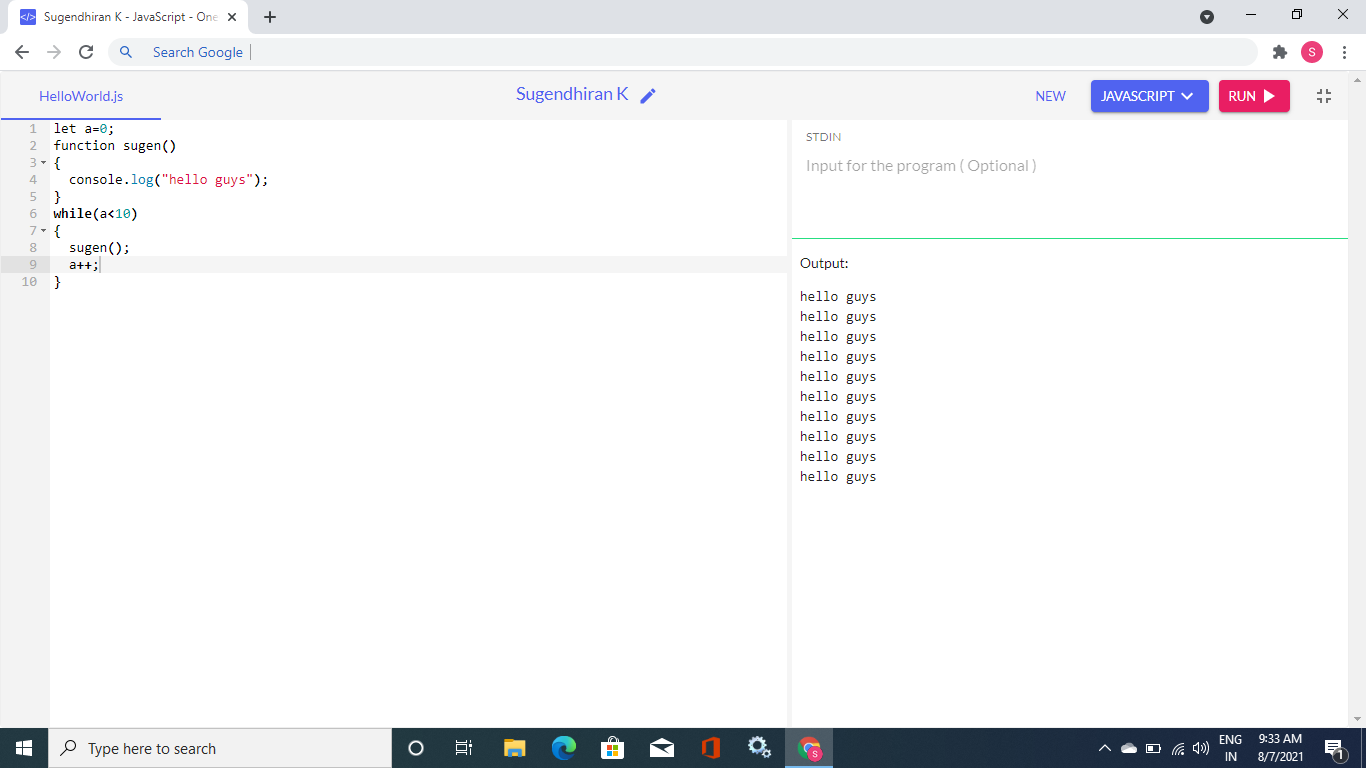 Sugendhiran K - JavaScript - One
Search Google
S
HelloWorld.js
Sugendhiran K
NEW
JAVASCRIPT
RUN
1 let a=0;
2 function sugen()
3 {
4 console.log("hello guys");
5 }
6 while(a<10)
7 {
8 sugen();
9 a++;
10 }
STDIN
Input for the program ( Optional )
Output:
hello guys
hello guys
hello guys
hello guys
hello guys
hello guys
hello guys
hello guys
hello guys
hello guys
Type here to search
S
ENG
IN
9:33 AM
8/7/2021
1